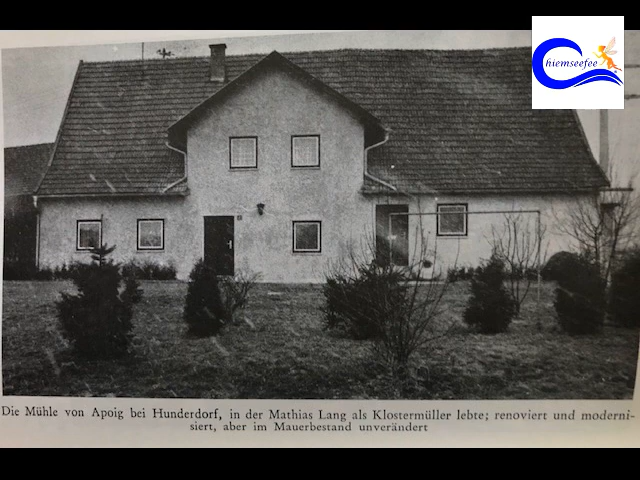 Chiemseefee
Die Mühle von Apoig bei Hunderdorf, in der Mathias Lang als Klostermüller lebte; renoviert und moderni-
siert, aber im Mauerbestand unverändert